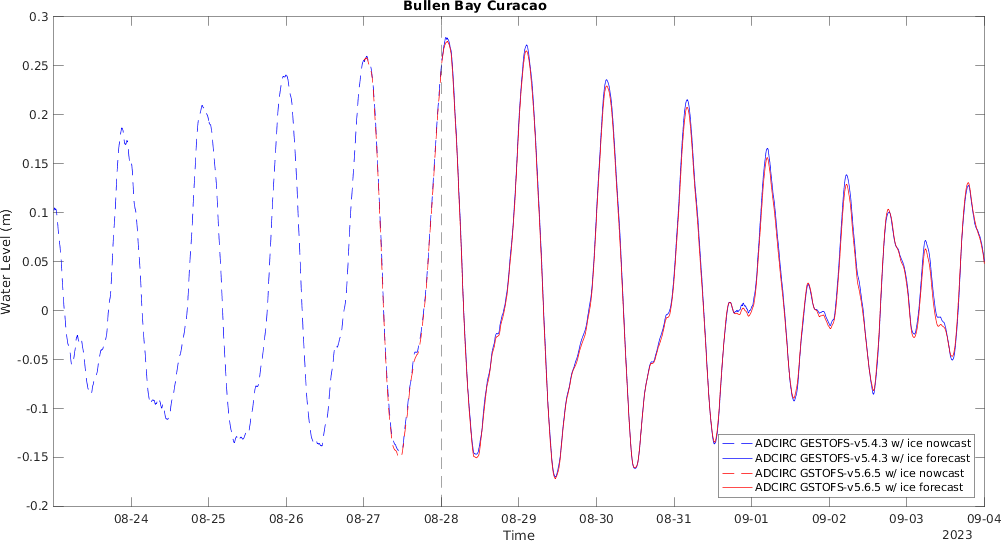 Bullen Bay Curacao
Water Level (m)
0.3
0.25
0.2
0.15
0.1
0.05
0
-0.05
-0.1
-0.15
-0.2
ADCIRC GESTOFS-v5.4.3 w/ ice nowcast
ADCIRC GESTOFS-v5.4.3 w/ ice forecast
ADCIRC GSTOFS-v5.6.5 w/ ice nowcast
ADCIRC GSTOFS-v5.6.5 w/ ice forecast
08-24 08-25 08-26 08-27 08-28 08-29 08-30 08-31 09-01 09-02 09-03 09-04
Time
2023